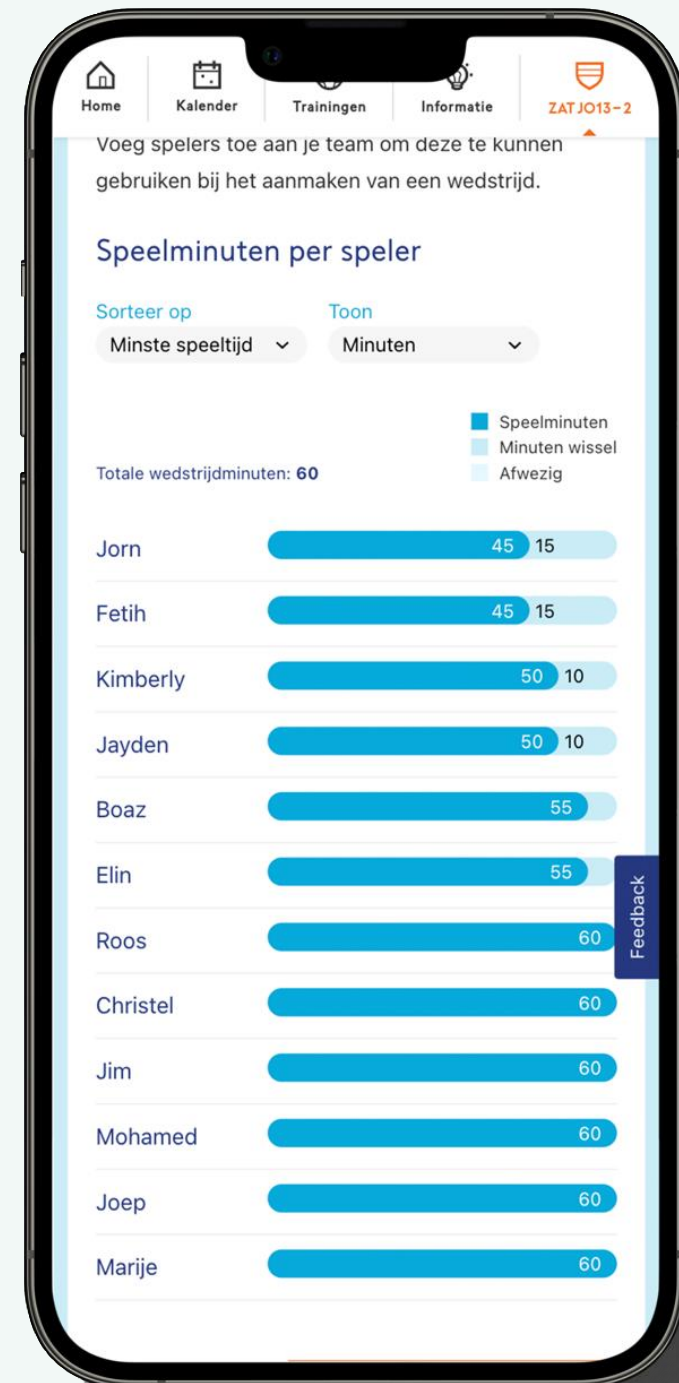 Home Kalender Trainingen Informatie ZAT JO13-2
Voeg spelers toe aan je team om deze te kunnen
gebruiken bij het aanmaken van een wedstrijd.
Speelminuten per speler
Sorteer op Toon
Minste speeltijd Minuten
Speelminuten
Minuten wissel
Totale wedstrijdminuten: 60 Afwezig
Jorn 45 15
Fetih 45 15
Kimberly 50 10
Jayden 50 10
Boaz 55
Elin 55
Feedback
Roos 60
Christel 60
Jim 60
Mohamed 60
Joep 60
Marije 60